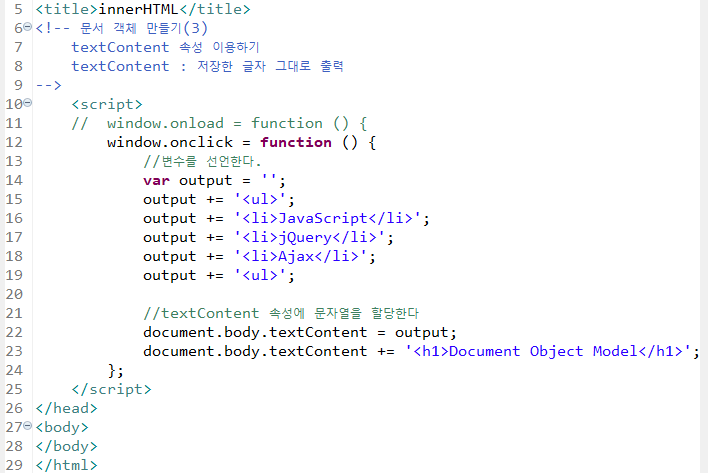 5 <title>innerHTML</title>
6 <!-- 문서 객체 만들기(3)
7     textContent 속성 이용하기
8     textContent : 저장한 글자 그대로 출력
9 -->
10     <script>
11     //  window.onload = function () {
12         window.onclick = function () {
13             //변수를 선언한다.
14             var output = '';
15             output += '<ul>';
16             output += '<li>JavaScript</li>';
17             output += '<li>jQuery</li>';
18             output += '<li>Ajax</li>';
19             output += '<ul>';
20
21             //textContent 속성에 문자열을 할당한다
22             document.body.textContent = output;
23             document.body.textContent += '<h1>Document Object Model</h1>';
24         };
25     </script>
26 </head>
27 <body>
28 </body>
29 </html>